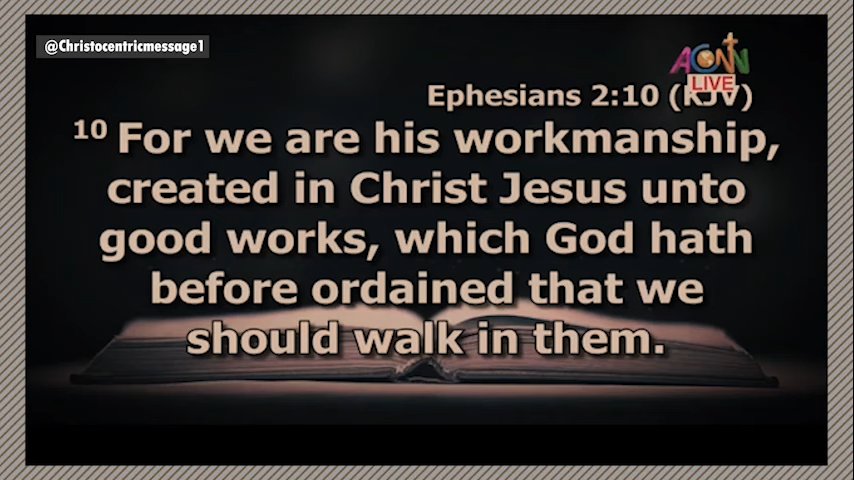 @Christocentricmessage1
ACNN
LIVE
Ephesians 2:10 (KJV)
10 For we are his workmanship,
created in Christ Jesus unto
good works, which God hath
before ordained that we
should walk in them.